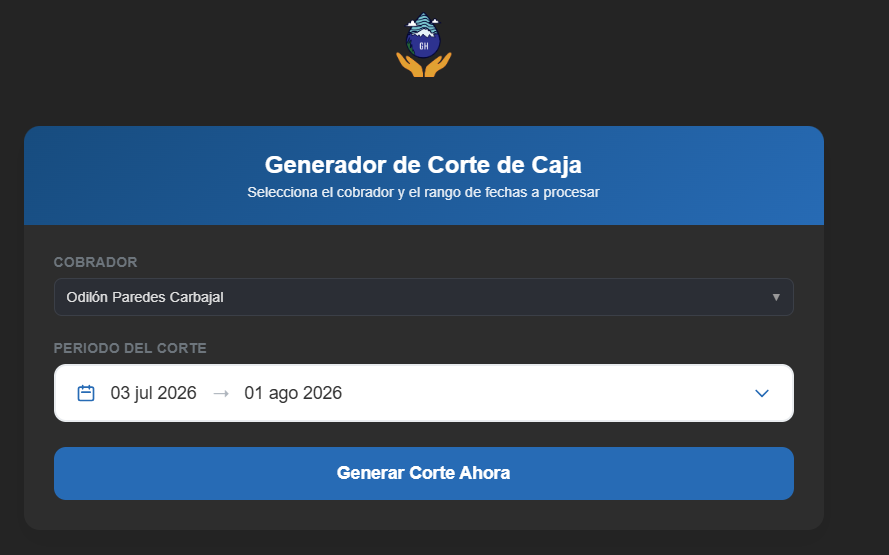 GH
Generador de Corte de Caja
Selecciona el cobrador y el rango de fechas a procesar
COBRADOR
Odilón Paredes Carbajal
PERIODO DEL CORTE
03 jul 2026 → 01 ago 2026
Generar Corte Ahora